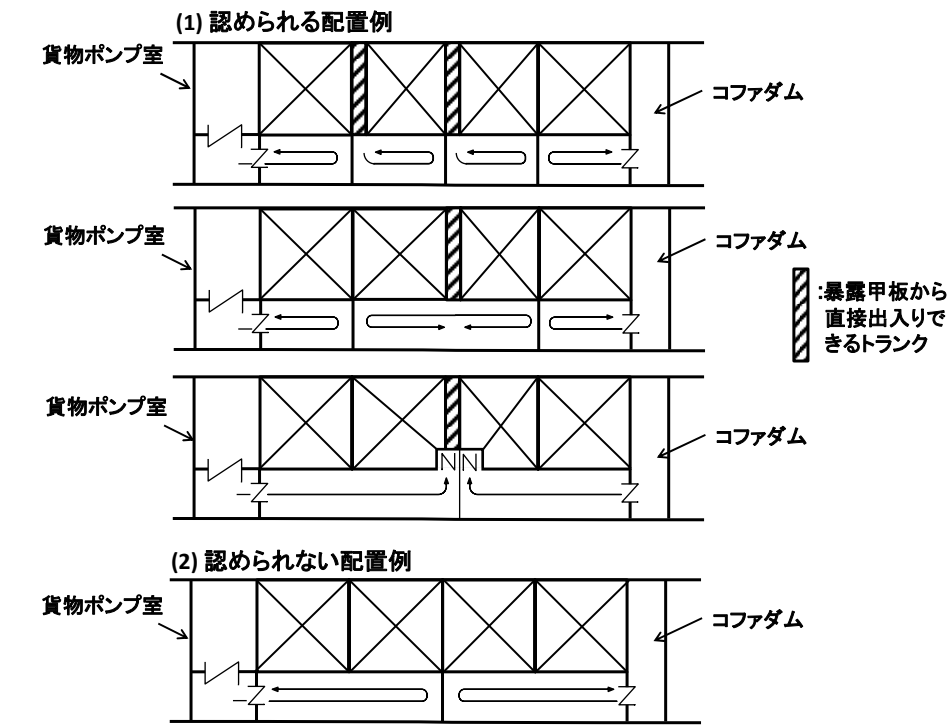 (1) 認められる配置例
貨物ポンプ室
コファダム
貨物ポンプ室
コファダム
:暴露甲板から
直接出入りで
きるトランク
貨物ポンプ室
コファダム
(2) 認められない配置例
貨物ポンプ室
コファダム